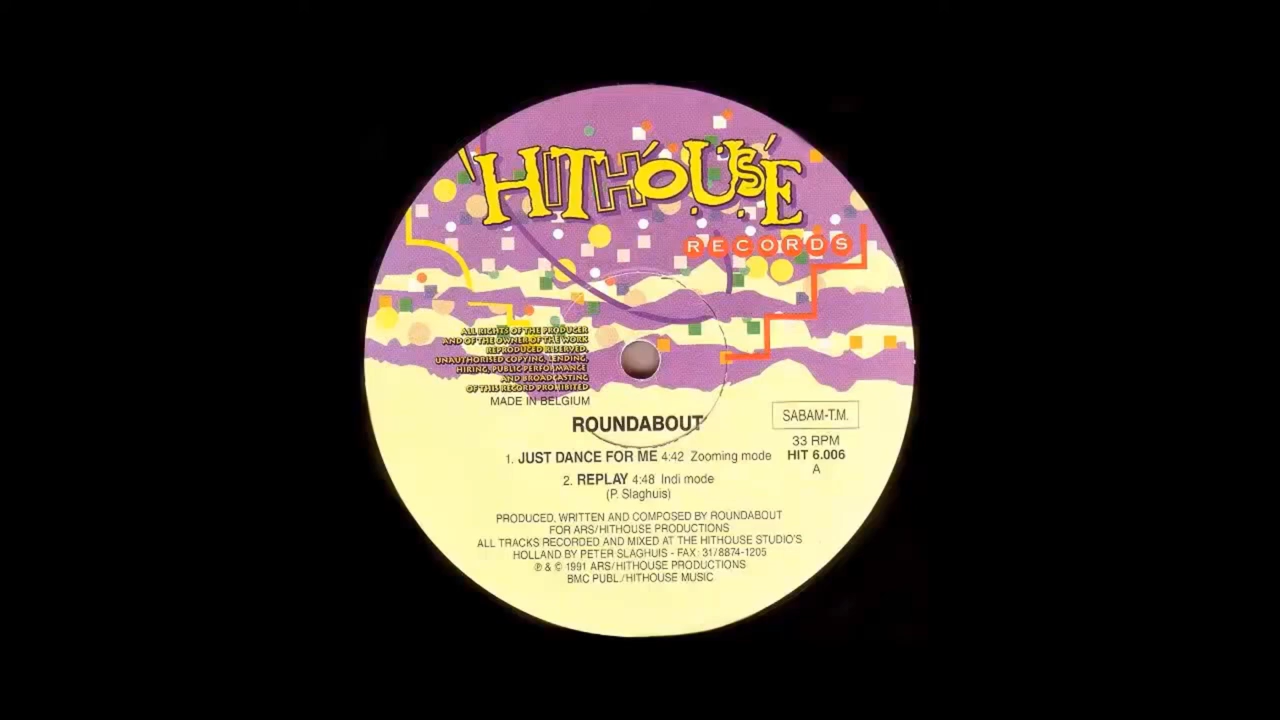 HITHOUSE
RECORDS
ALL RIGHTS OF THE PRODUCER
AND OF THE OWNER OF THE WORK
REPRODUCED RESERVED.
UNAUTHORISED COPYING, LENDING,
HIRING, PUBLIC PERFORMANCE
AND BROADCASTING
OF THIS RECORD PROHIBITED
MADE IN BELGIUM
ROUNDABOUT
SABAM-T.M.
33 RPM
HIT 6.006
A
1. JUST DANCE FOR ME 4:42 Zooming mode
2. REPLAY 4:48 Indi mode
(P. Slaghuis)
PRODUCED, WRITTEN AND COMPOSED BY ROUNDABOUT
FOR ARS/HITHOUSE PRODUCTIONS
ALL TRACKS RECORDED AND MIXED AT THE HITHOUSE STUDIO'S
HOLLAND BY PETER SLAGHUIS - FAX: 31/8874-1205
℗ & © 1991 ARS/HITHOUSE PRODUCTIONS
BMC PUBL./HITHOUSE MUSIC